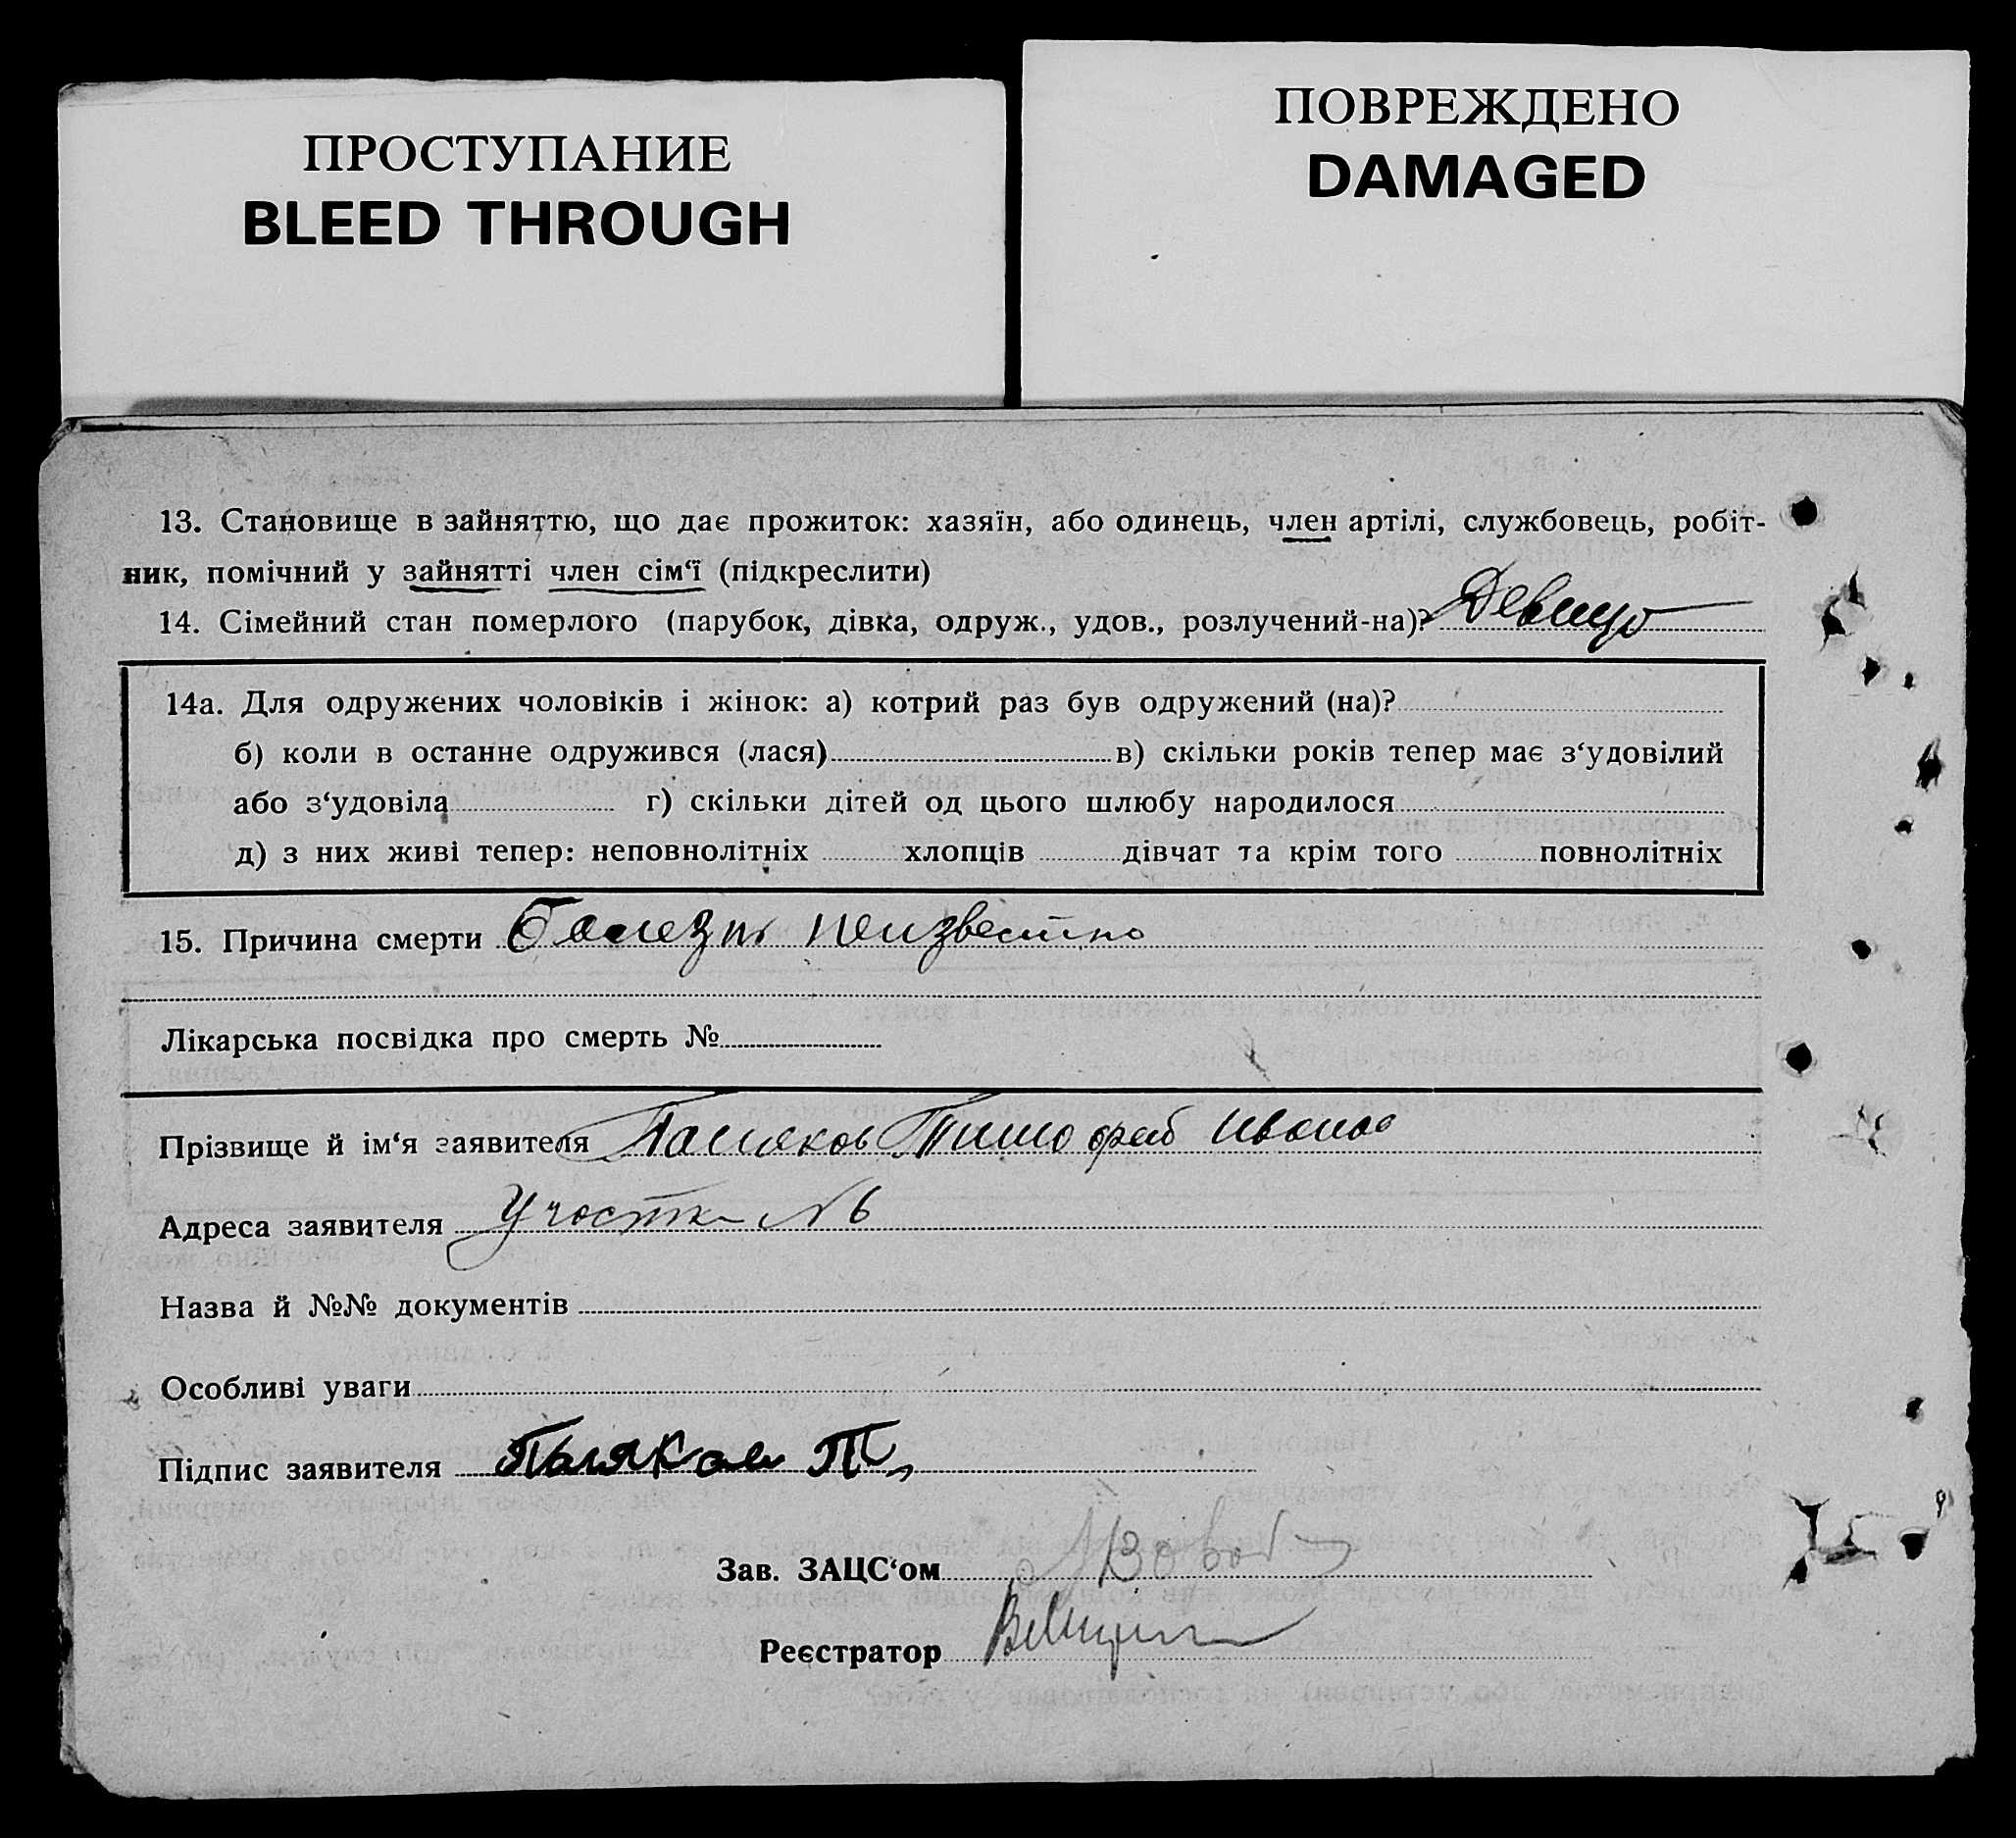 ПРОСТУПАНИЕ
BLEED THROUGH
ПОВРЕЖДЕНО
DAMAGED
13. Становище в зайняттю, що дає прожиток: хазяїн, або одинець, член артілі, службовець, робіт-
ник, помічний у зайнятті член сім‘ї (підкреслити)
14. Сімейний стан померлого (парубок, дівка, одруж., удов., розлучений-на)? Девицо
14а. Для одружених чоловіків і жінок: а) котрий раз був одружений (на)?
б) коли в останне одружився (лася) в) скільки років тепер має з‘удовілий
або з‘удовіла г) скільки дітей од цього шлюбу народилося
д) з них живі тепер: неповнолітніх хлопців дівчат та крім того повнолітніх
15. Причина смерти Болезнь неизвестно
Лікарська посвідка про смерть №
Прізвище й ім‘я заявителя Поляков Тимофей Иванов
Адреса заявителя Участок N 6
Назва й №№ документів
Особливі уваги
Підпис заявителя Т.
Зав. ЗАЦС‘ом
Реєстратор